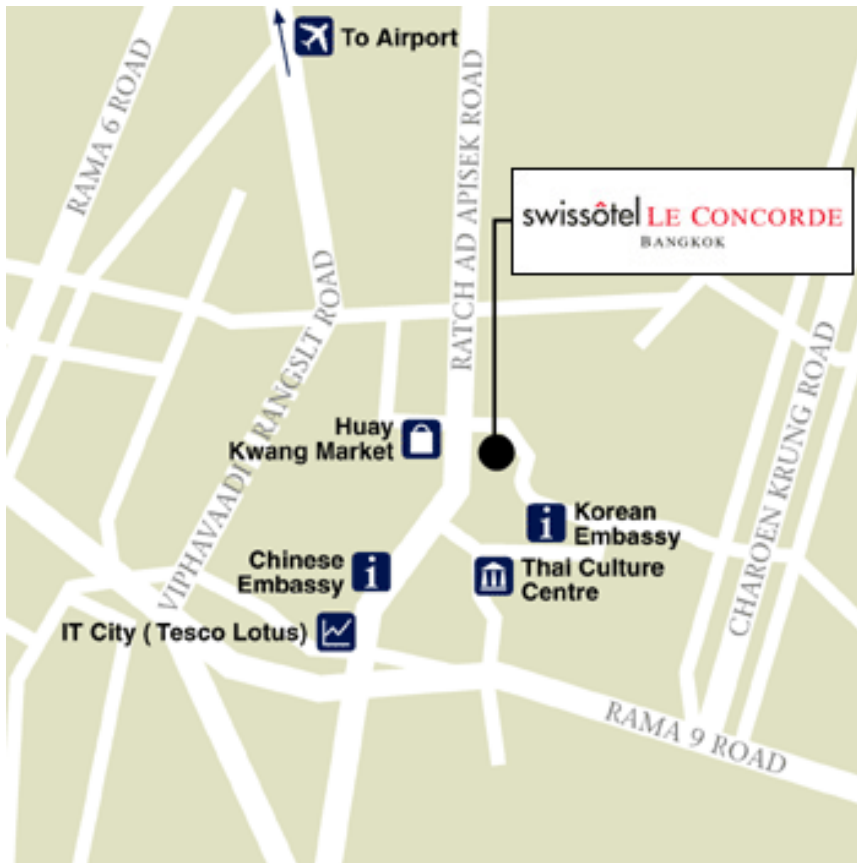 To Airport
RAMA 6 ROAD
RATCH AD APISEK ROAD
swissôtel LE CONCORDE
BANGKOK
VIPHAVAADI RANGSLT ROAD
CHAROEN KRUNG ROAD
Huay
Kwang Market
Korean
Embassy
Chinese
Embassy
Thai Culture
Centre
IT City ( Tesco Lotus)
RAMA 9 ROAD